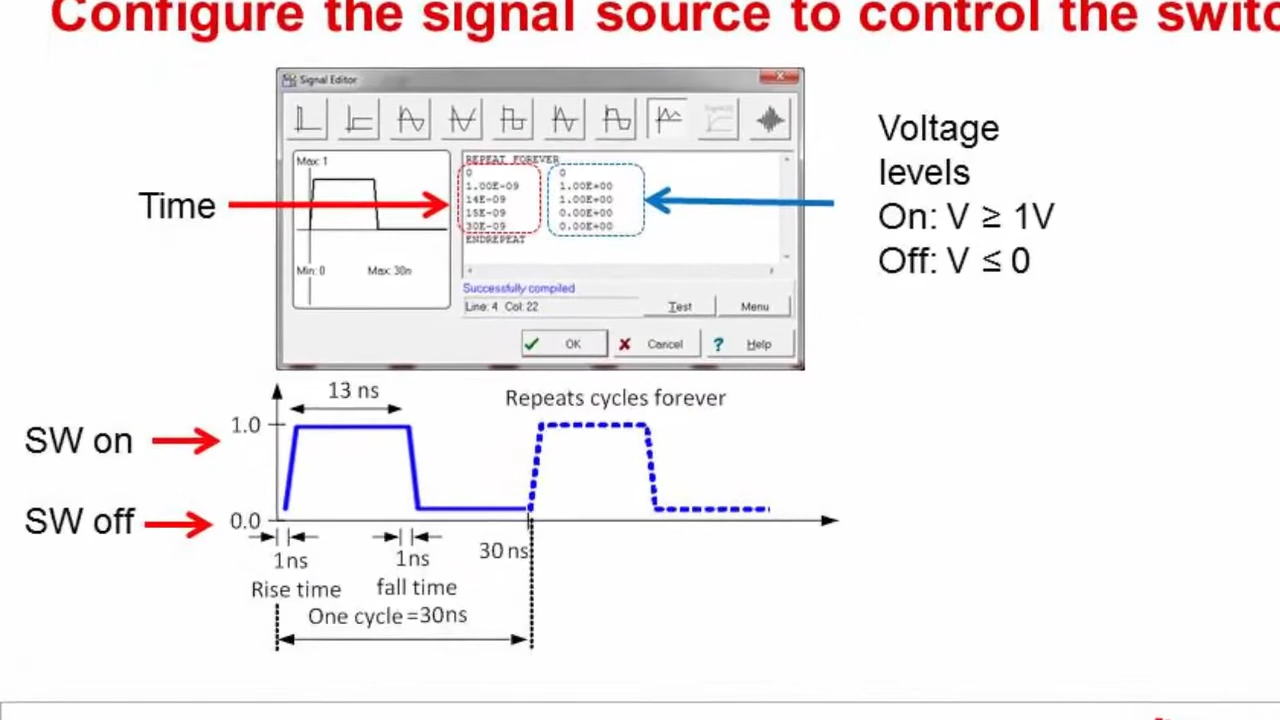 Configure the signal source to control the switc
Signal Editor
Max: 1
Min: 0
Max: 30n
REPEAT FOREVER
0 0
1.00E-09 1.00E+00
14E-09 1.00E+00
15E-09 0.00E+00
30E-09 0.00E+00
ENDREPEAT
Successfully compiled
Line: 4 Col: 22
Test
Menu
OK
Cancel
? Help
Time
Voltage
levels
On: V ≥ 1V
Off: V ≤ 0
13 ns
Repeats cycles forever
SW on
1.0
SW off
0.0
1ns
Rise time
1ns
fall time
30 ns
One cycle =30ns